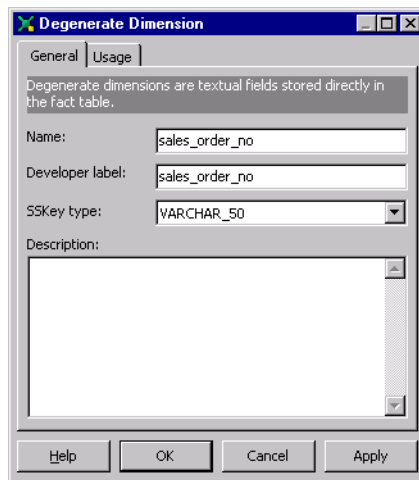 Degenerate Dimension
General Usage
Degenerate dimensions are textual fields stored directly in
the fact table.
Name: sales_order_no
Developer label: sales_order_no
SSKey type: VARCHAR_50
Description:
Help OK Cancel Apply